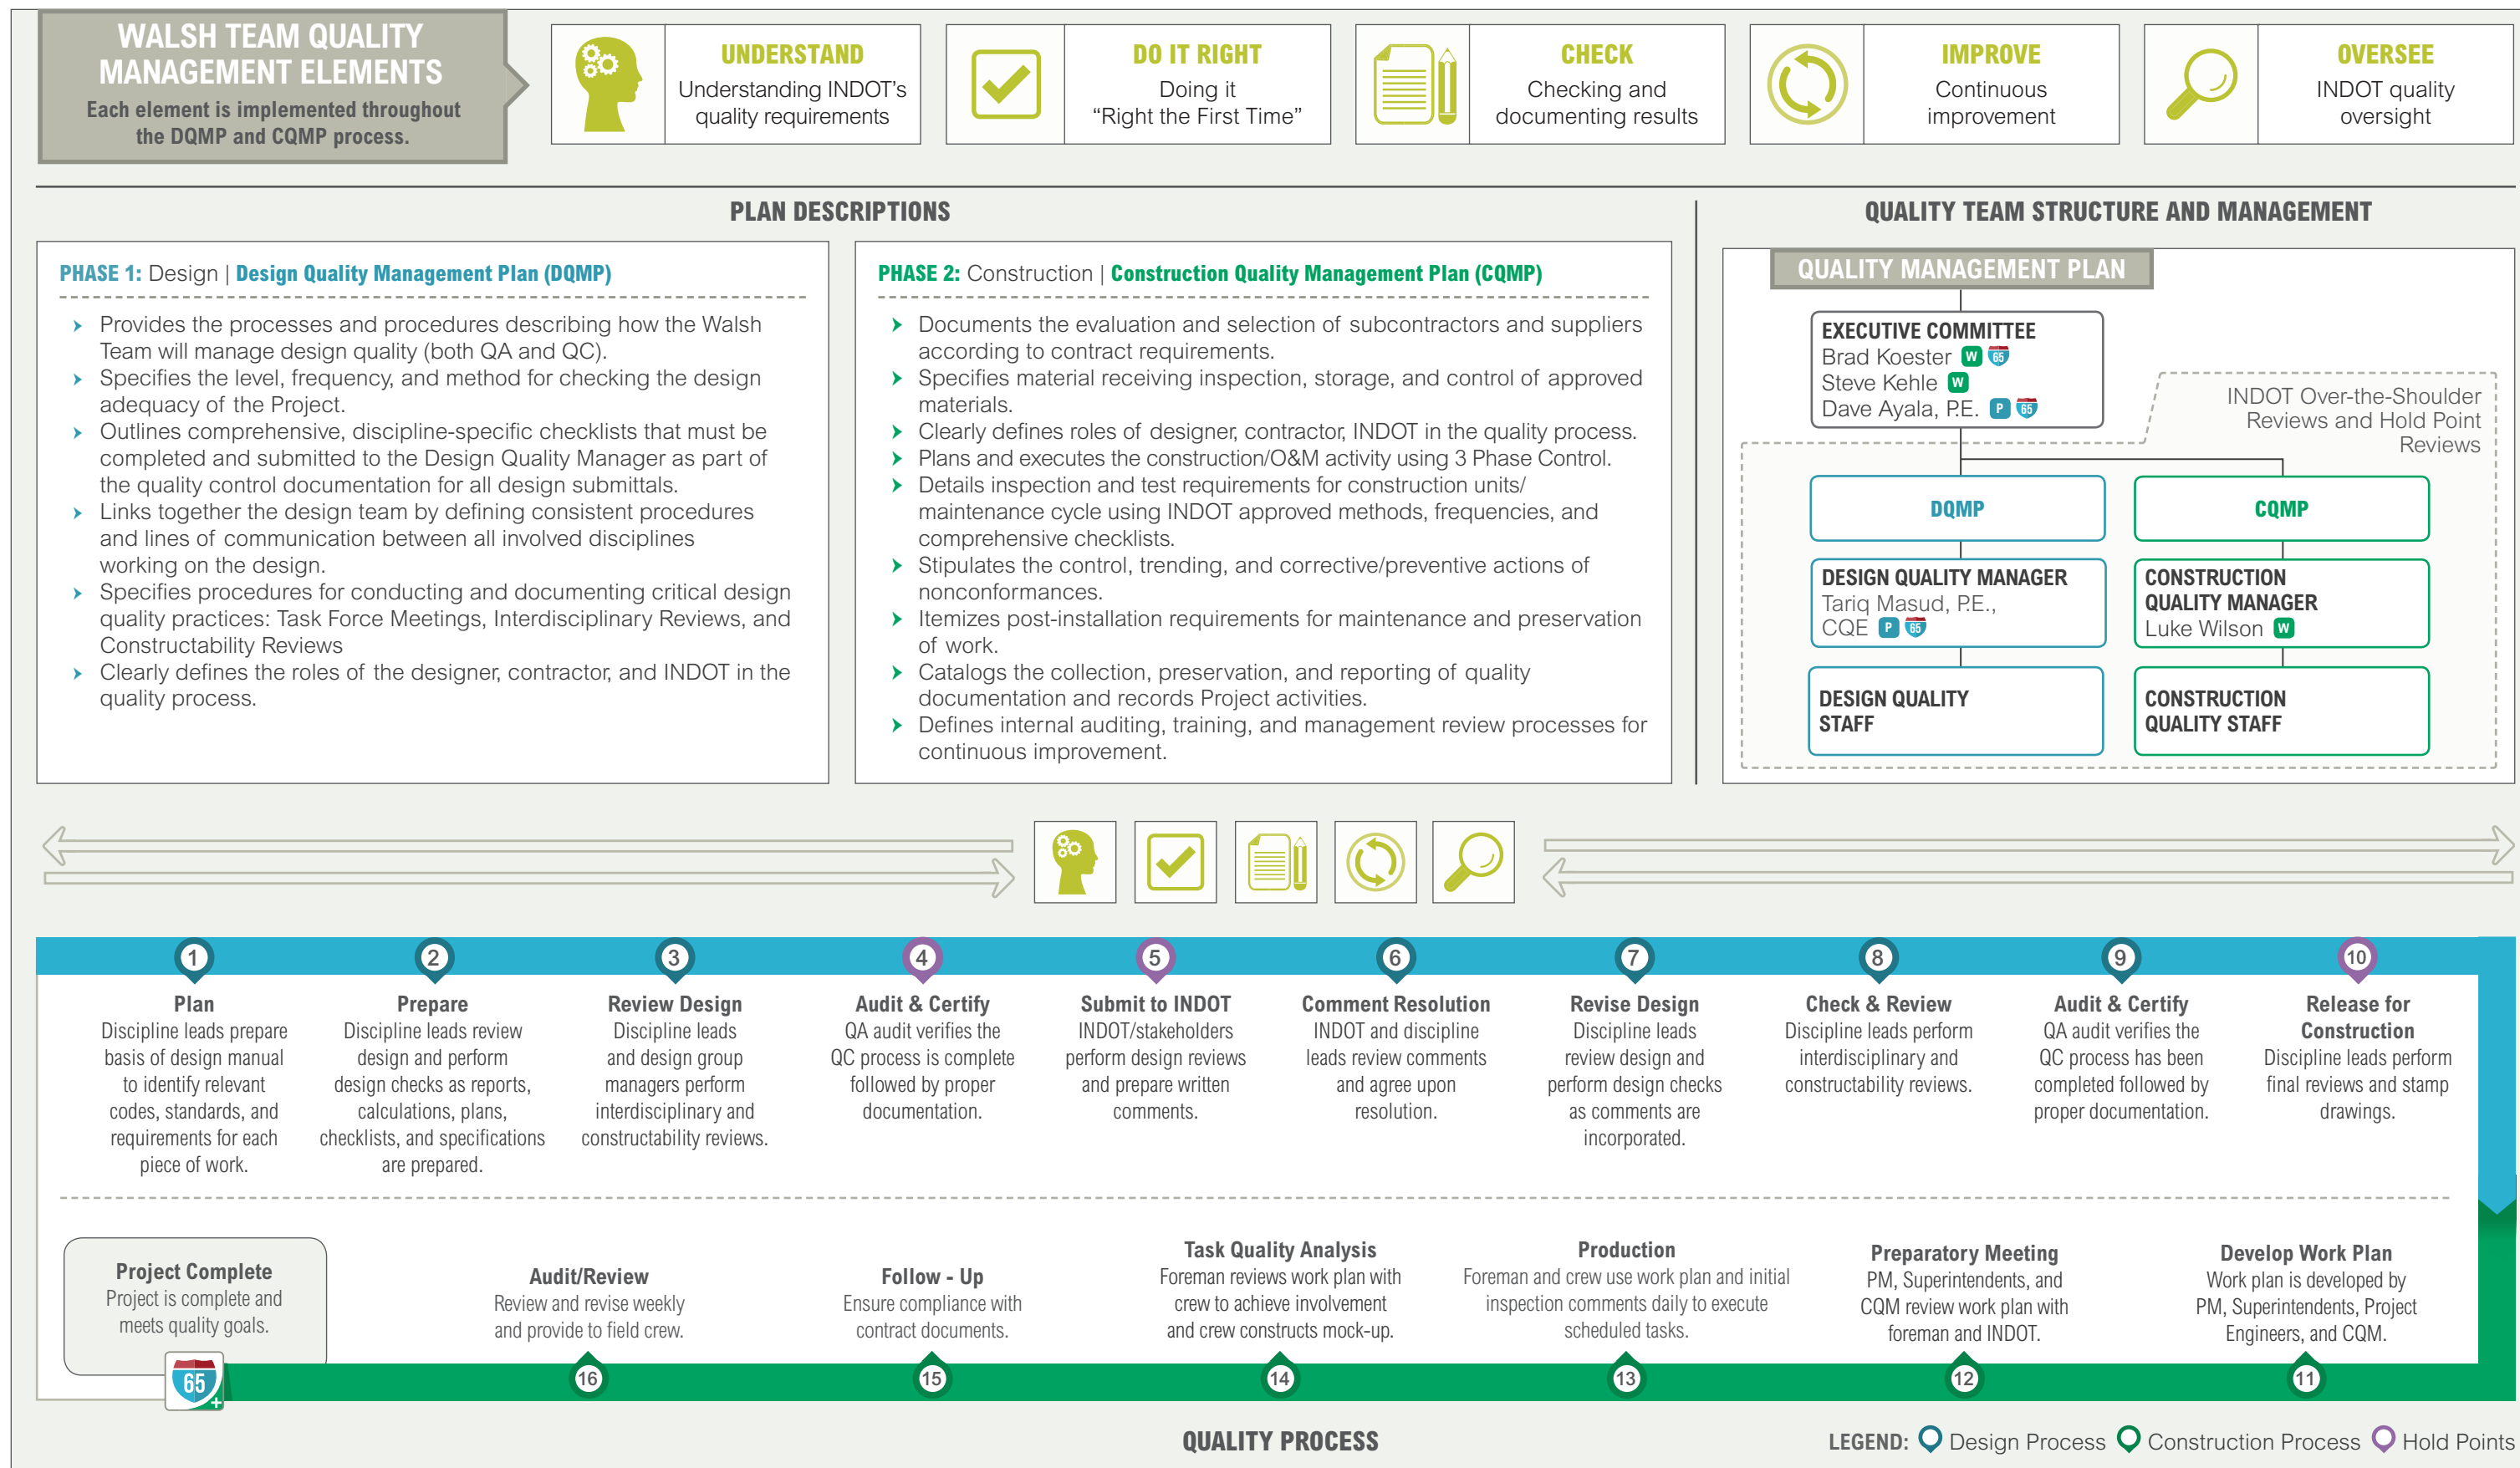 WALSH TEAM QUALITY
MANAGEMENT ELEMENTS
Each element is implemented throughout
the DQMP and CQMP process.
UNDERSTAND
Understanding INDOT's
quality requirements
DO IT RIGHT
Doing it
“Right the First Time”
CHECK
Checking and
documenting results
IMPROVE
Continuous
improvement
OVERSEE
INDOT quality
oversight
PLAN DESCRIPTIONS
PHASE 1: Design | Design Quality Management Plan (DQMP)
Provides the processes and procedures describing how the Walsh
Team will manage design quality (both QA and QC).
Specifies the level, frequency, and method for checking the design
adequacy of the Project.
Outlines comprehensive, discipline-specific checklists that must be
completed and submitted to the Design Quality Manager as part of
the quality control documentation for all design submittals.
Links together the design team by defining consistent procedures
and lines of communication between all involved disciplines
working on the design.
Specifies procedures for conducting and documenting critical design
quality practices: Task Force Meetings, Interdisciplinary Reviews, and
Constructability Reviews
Clearly defines the roles of the designer, contractor, and INDOT in the
quality process.
PHASE 2: Construction | Construction Quality Management Plan (CQMP)
Documents the evaluation and selection of subcontractors and suppliers
according to contract requirements.
Specifies material receiving inspection, storage, and control of approved
materials.
Clearly defines roles of designer, contractor, INDOT in the quality process.
Plans and executes the construction/O&M activity using 3 Phase Control.
Details inspection and test requirements for construction units/
maintenance cycle using INDOT approved methods, frequencies, and
comprehensive checklists.
Stipulates the control, trending, and corrective/preventive actions of
nonconformances.
Itemizes post-installation requirements for maintenance and preservation
of work.
Catalogs the collection, preservation, and reporting of quality
documentation and records Project activities.
Defines internal auditing, training, and management review processes for
continuous improvement.
QUALITY TEAM STRUCTURE AND MANAGEMENT
QUALITY MANAGEMENT PLAN
EXECUTIVE COMMITTEE
Brad Koester W 65
Steve Kehle W
Dave Ayala, P.E. P 65
INDOT Over-the-Shoulder
Reviews and Hold Point
Reviews
DQMP
CQMP
DESIGN QUALITY MANAGER
Tariq Masud, P.E.,
CQE P 65
CONSTRUCTION
QUALITY MANAGER
Luke Wilson W
DESIGN QUALITY
STAFF
CONSTRUCTION
QUALITY STAFF
1
Plan
Discipline leads prepare
basis of design manual
to identify relevant
codes, standards, and
requirements for each
piece of work.
2
Prepare
Discipline leads review
design and perform
design checks as reports,
calculations, plans,
checklists, and specifications
are prepared.
3
Review Design
Discipline leads
and design group
managers perform
interdisciplinary and
constructability reviews.
4
Audit & Certify
QA audit verifies the
QC process is complete
followed by proper
documentation.
5
Submit to INDOT
INDOT/stakeholders
perform design reviews
and prepare written
comments.
6
Comment Resolution
INDOT and discipline
leads review comments
and agree upon
resolution.
7
Revise Design
Discipline leads
review design and
perform design checks
as comments are
incorporated.
8
Check & Review
Discipline leads perform
interdisciplinary and
constructability reviews.
9
Audit & Certify
QA audit verifies the
QC process has been
completed followed by
proper documentation.
10
Release for
Construction
Discipline leads perform
final reviews and stamp
drawings.
Project Complete
Project is complete and
meets quality goals.
65
+
Audit/Review
Review and revise weekly
and provide to field crew.
16
Follow - Up
Ensure compliance with
contract documents.
15
Task Quality Analysis
Foreman reviews work plan with
crew to achieve involvement
and crew constructs mock-up.
14
Production
Foreman and crew use work plan and initial
inspection comments daily to execute
scheduled tasks.
13
Preparatory Meeting
PM, Superintendents, and
CQM review work plan with
foreman and INDOT.
12
Develop Work Plan
Work plan is developed by
PM, Superintendents, Project
Engineers, and CQM.
11
QUALITY PROCESS
LEGEND: Design Process Construction Process Hold Points